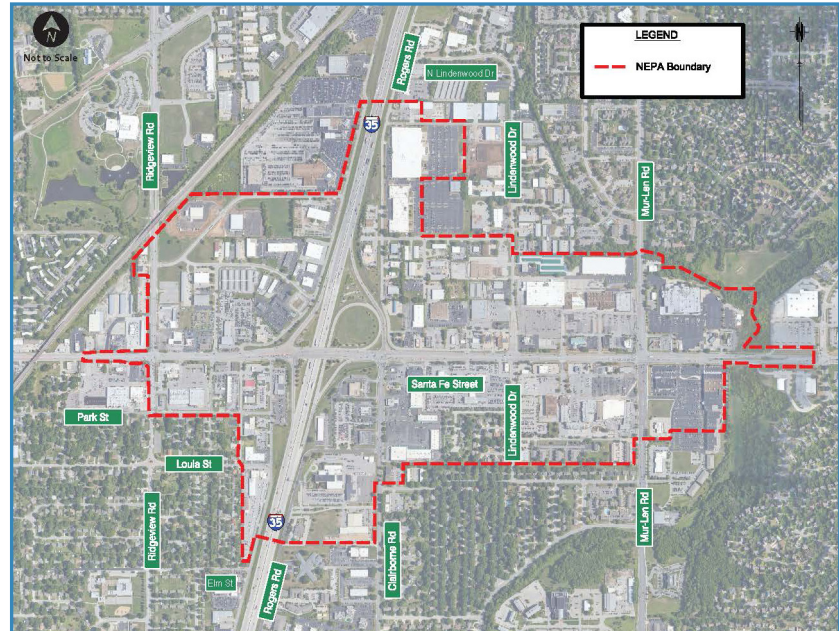 N
Not to Scale
Rogers Rd
N Lindenwood Dr
LEGEND
NEPA Boundary
N
35
Ridgeview Rd
Lindenwood Dr
Mur-Len Rd
Santa Fe Street
Park St
Lindenwood Dr
Loula St
Ridgeview Rd
35
Clairborne Rd
Mur-Len Rd
Elm St
Rogers Rd